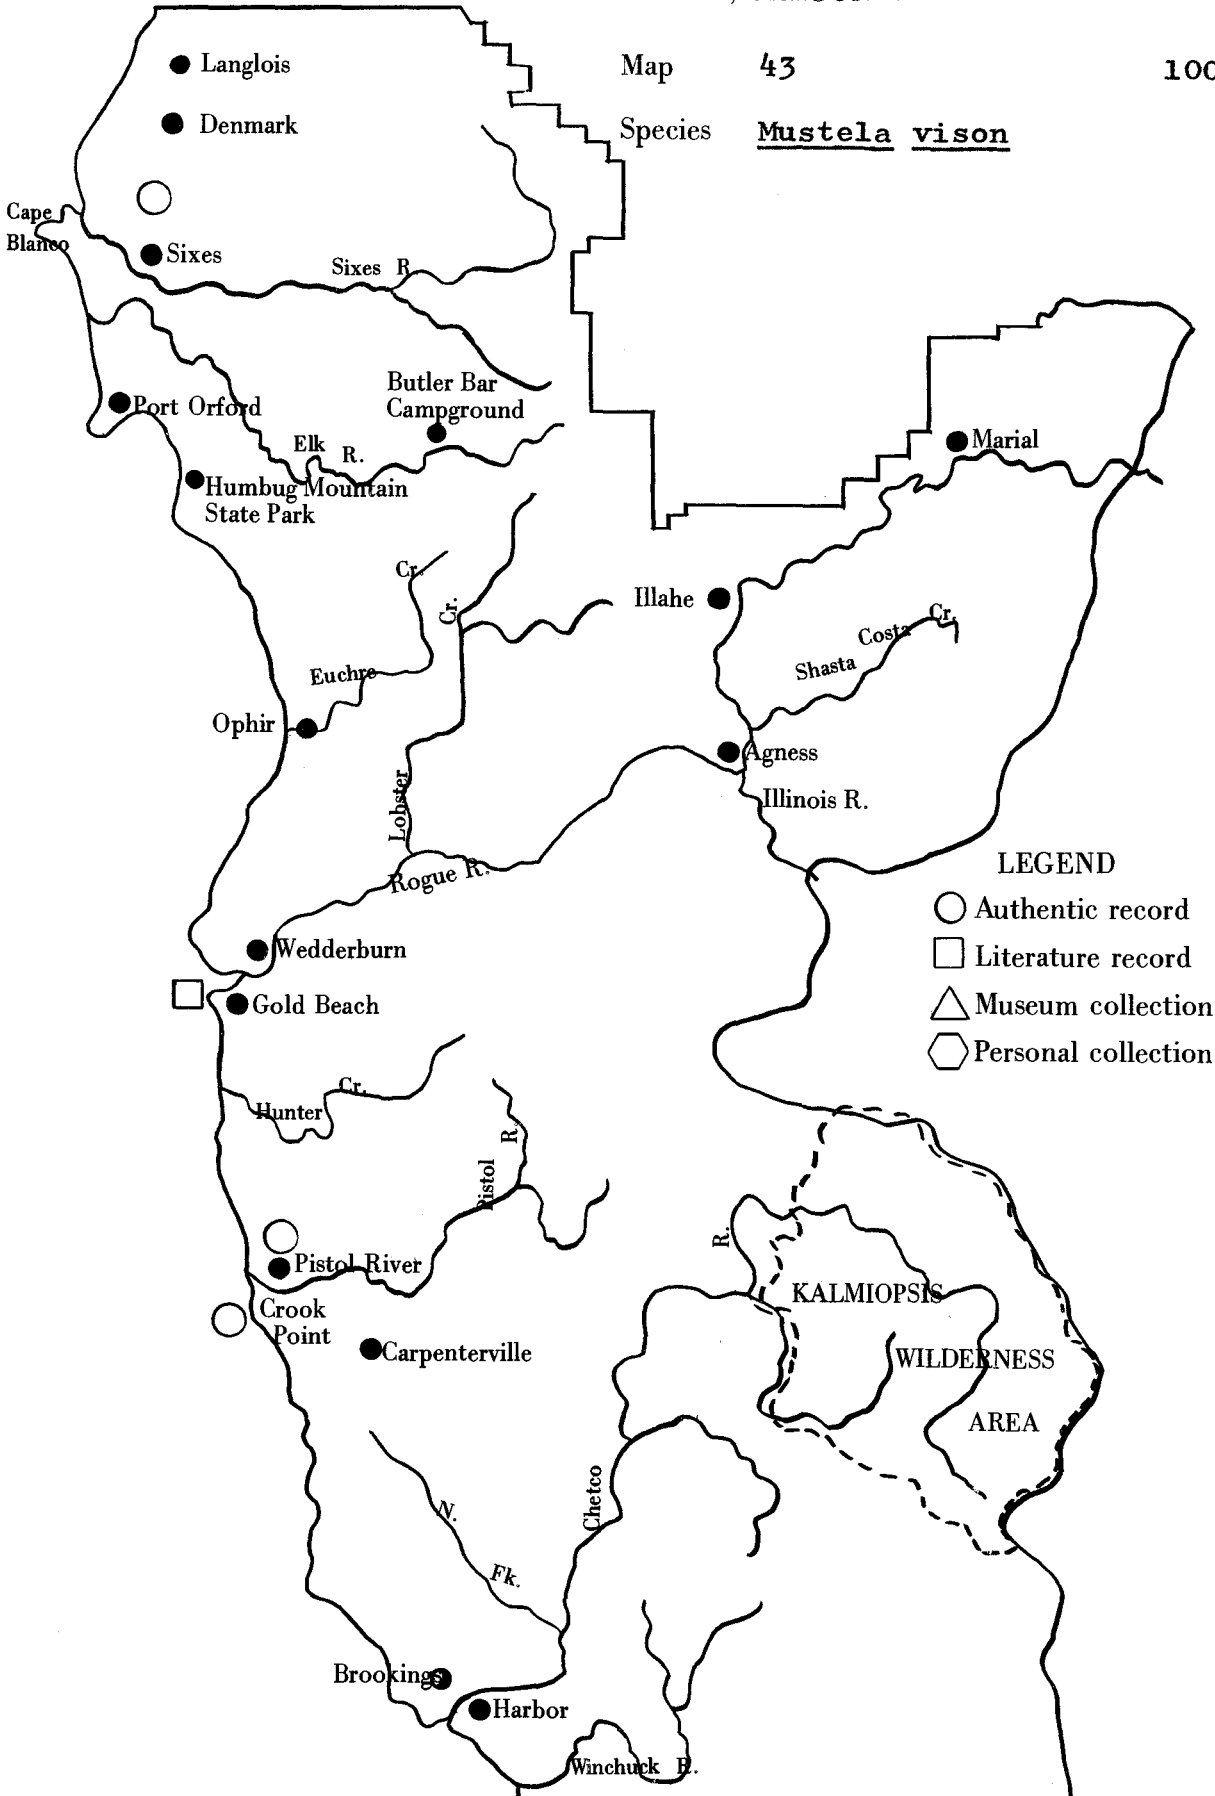 Map 43 100
Species Mustela vison
Langlois
Denmark
Cape
Blanco
Sixes
Sixes R
Butler Bar
Campground
Port Orford
Elk R.
Marial
Humbug Mountain
State Park
Cr.
Cr.
Illahe
Shasta Costa Cr.
Euchre
Ophir
Agness
Lobster
Illinois R.
Rogue R.
LEGEND
Authentic record
Literature record
Museum collection
Personal collection
Wedderburn
Gold Beach
Cr.
Hunter
R.
Pistol
R.
Pistol River
KALMIOPSIS
WILDERNESS
AREA
Crook
Point
Carpenterville
Chetco
N.
Fk.
Brookings
Harbor
Winchuck R.